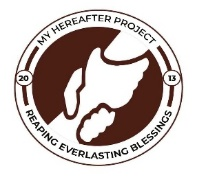 MY HEREAFTER PROJECT
20 13
REAPING EVERLASTING BLESSINGS